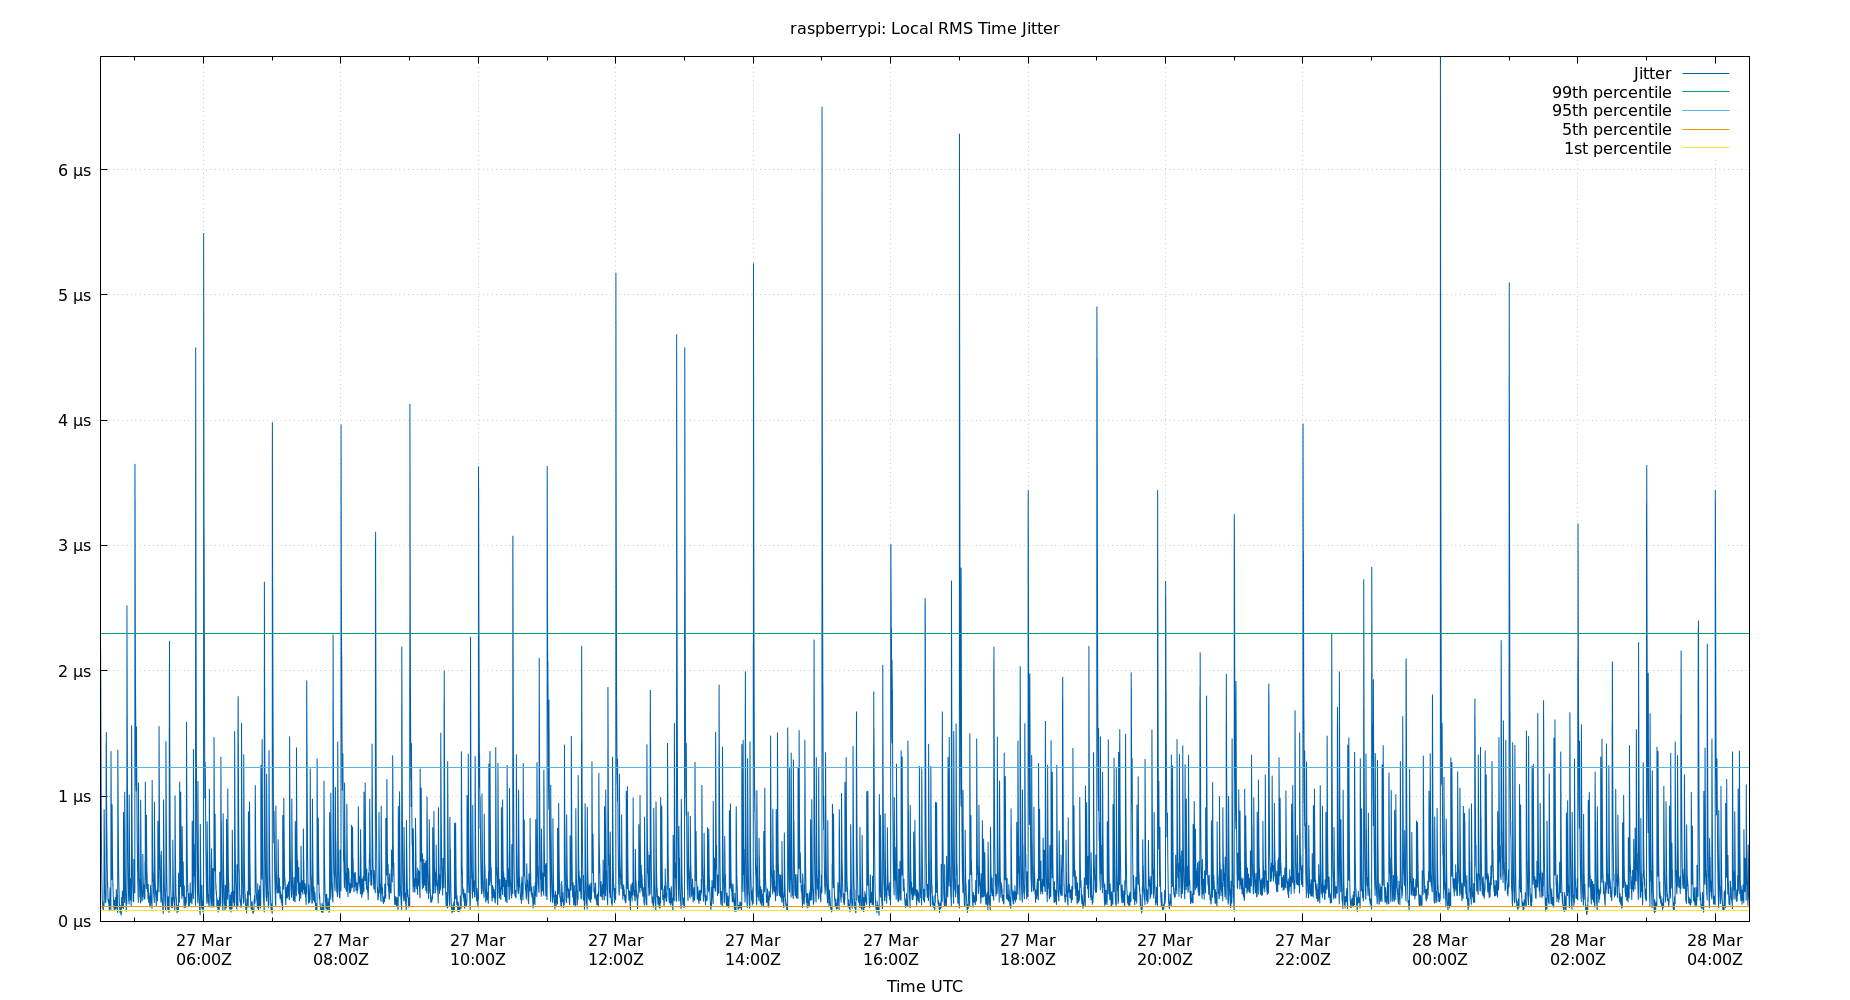 raspberrypi: Local RMS Time Jitter
Jitter
99th percentile
95th percentile
5th percentile
1st percentile
6 µs
5 µs
4 µs
3 µs
2 µs
1 µs
0 µs
27 Mar 27 Mar 27 Mar 27 Mar 27 Mar 27 Mar 27 Mar 27 Mar 27 Mar 28 Mar 28 Mar 28 Mar
06:00Z 08:00Z 10:00Z 12:00Z 14:00Z 16:00Z 18:00Z 20:00Z 22:00Z 00:00Z 02:00Z 04:00Z
Time UTC